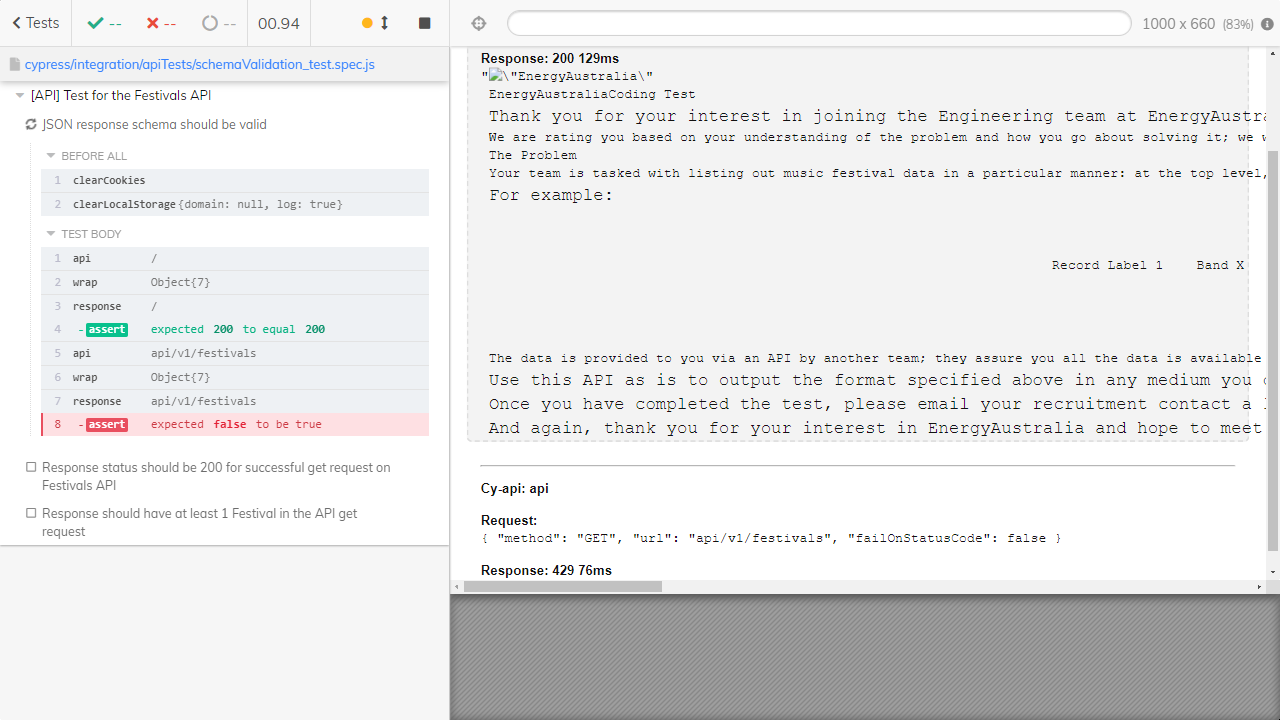 Tests
--
--
--
00.94
1000 x 660 (83%)
cypress/integration/apiTests/schemaValidation_test.spec.js
[API] Test for the Festivals API
JSON response schema should be valid
BEFORE ALL
1 clearCookies
2 clearLocalStorage {domain: null, log: true}
TEST BODY
1 api /
2 wrap Object{7}
3 response /
4 - assert expected 200 to equal 200
5 api api/v1/festivals
6 wrap Object{7}
7 response api/v1/festivals
8 - assert expected false to be true
Response status should be 200 for successful get request on
Festivals API
Response should have at least 1 Festival in the API get
request
Response: 200 129ms
"\"EnergyAustralia\"
EnergyAustraliaCoding Test
Thank you for your interest in joining the Engineering team at EnergyAustra
We are rating you based on your understanding of the problem and how you go about solving it; we w
The Problem
Your team is tasked with listing out music festival data in a particular manner: at the top level,
For example:
Record Label 1 Band X
The data is provided to you via an API by another team; they assure you all the data is available
Use this API as is to output the format specified above in any medium you
Once you have completed the test, please email your recruitment contact a
And again, thank you for your interest in EnergyAustralia and hope to meet
Cy-api: api
Request:
{ "method": "GET", "url": "api/v1/festivals", "failOnStatusCode": false }
Response: 429 76ms